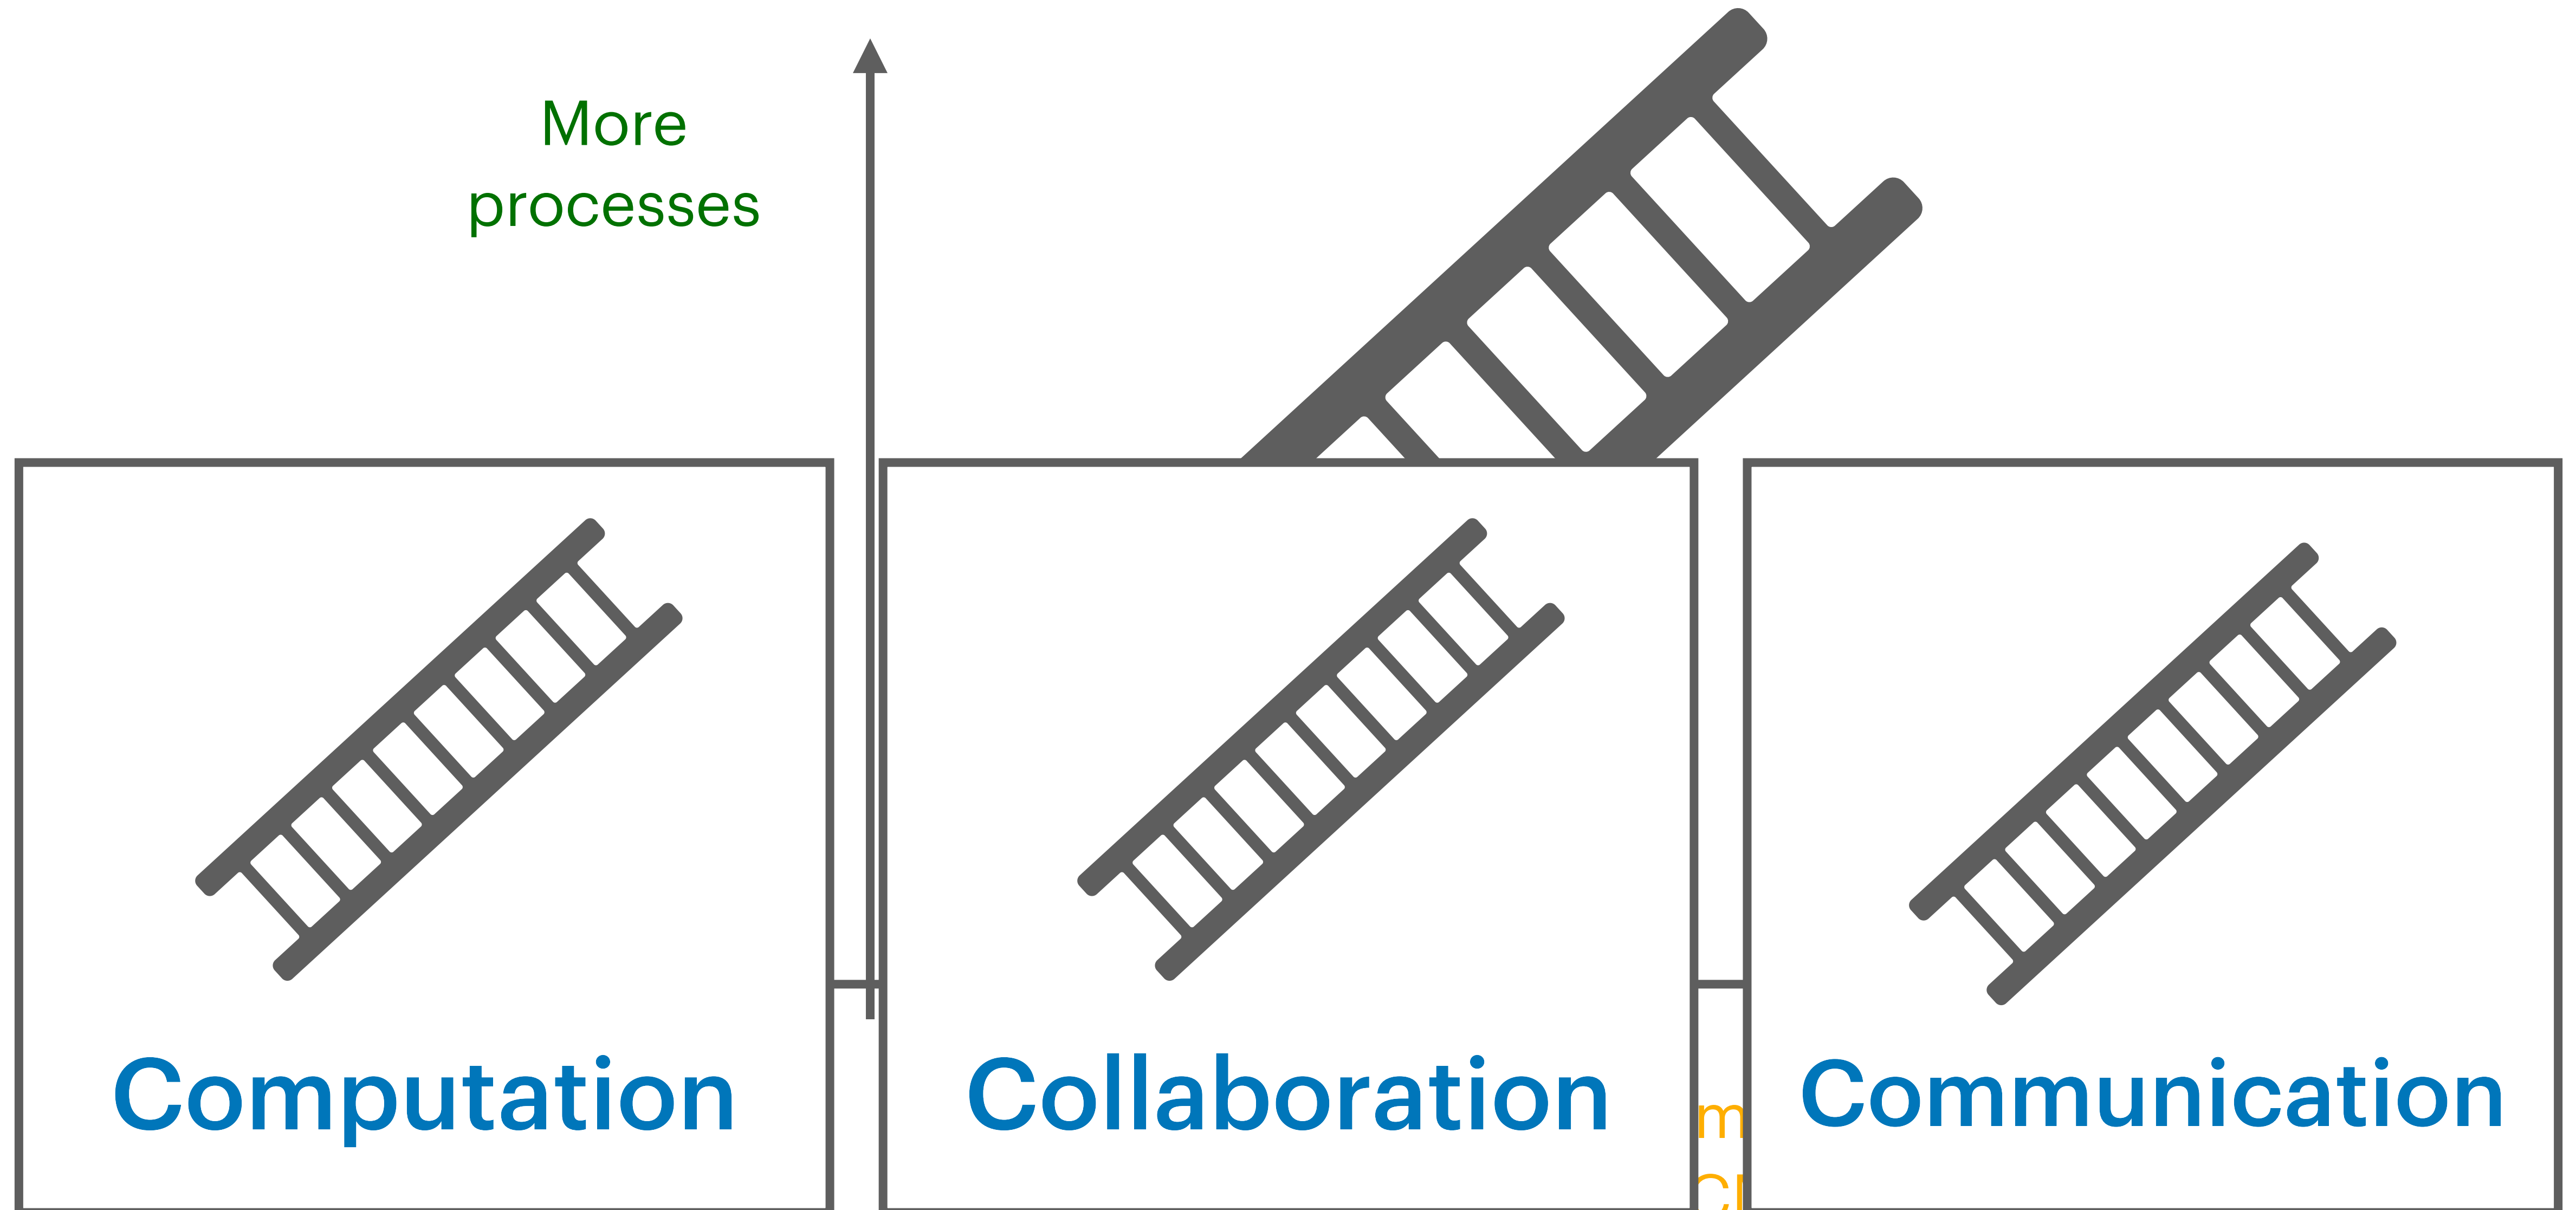 More
processes
Computation
Collaboration
Communication